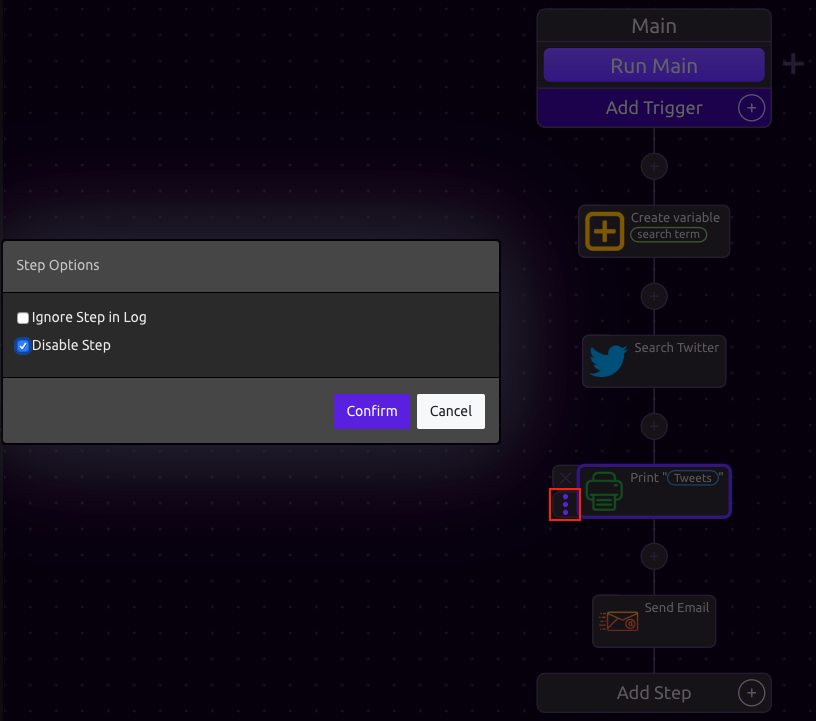 Main
Run Main
Add Trigger
Create variable
search term
Step Options
Ignore Step in Log
Disable Step
Search Twitter
Confirm
Cancel
Print "Tweets"
Send Email
Add Step